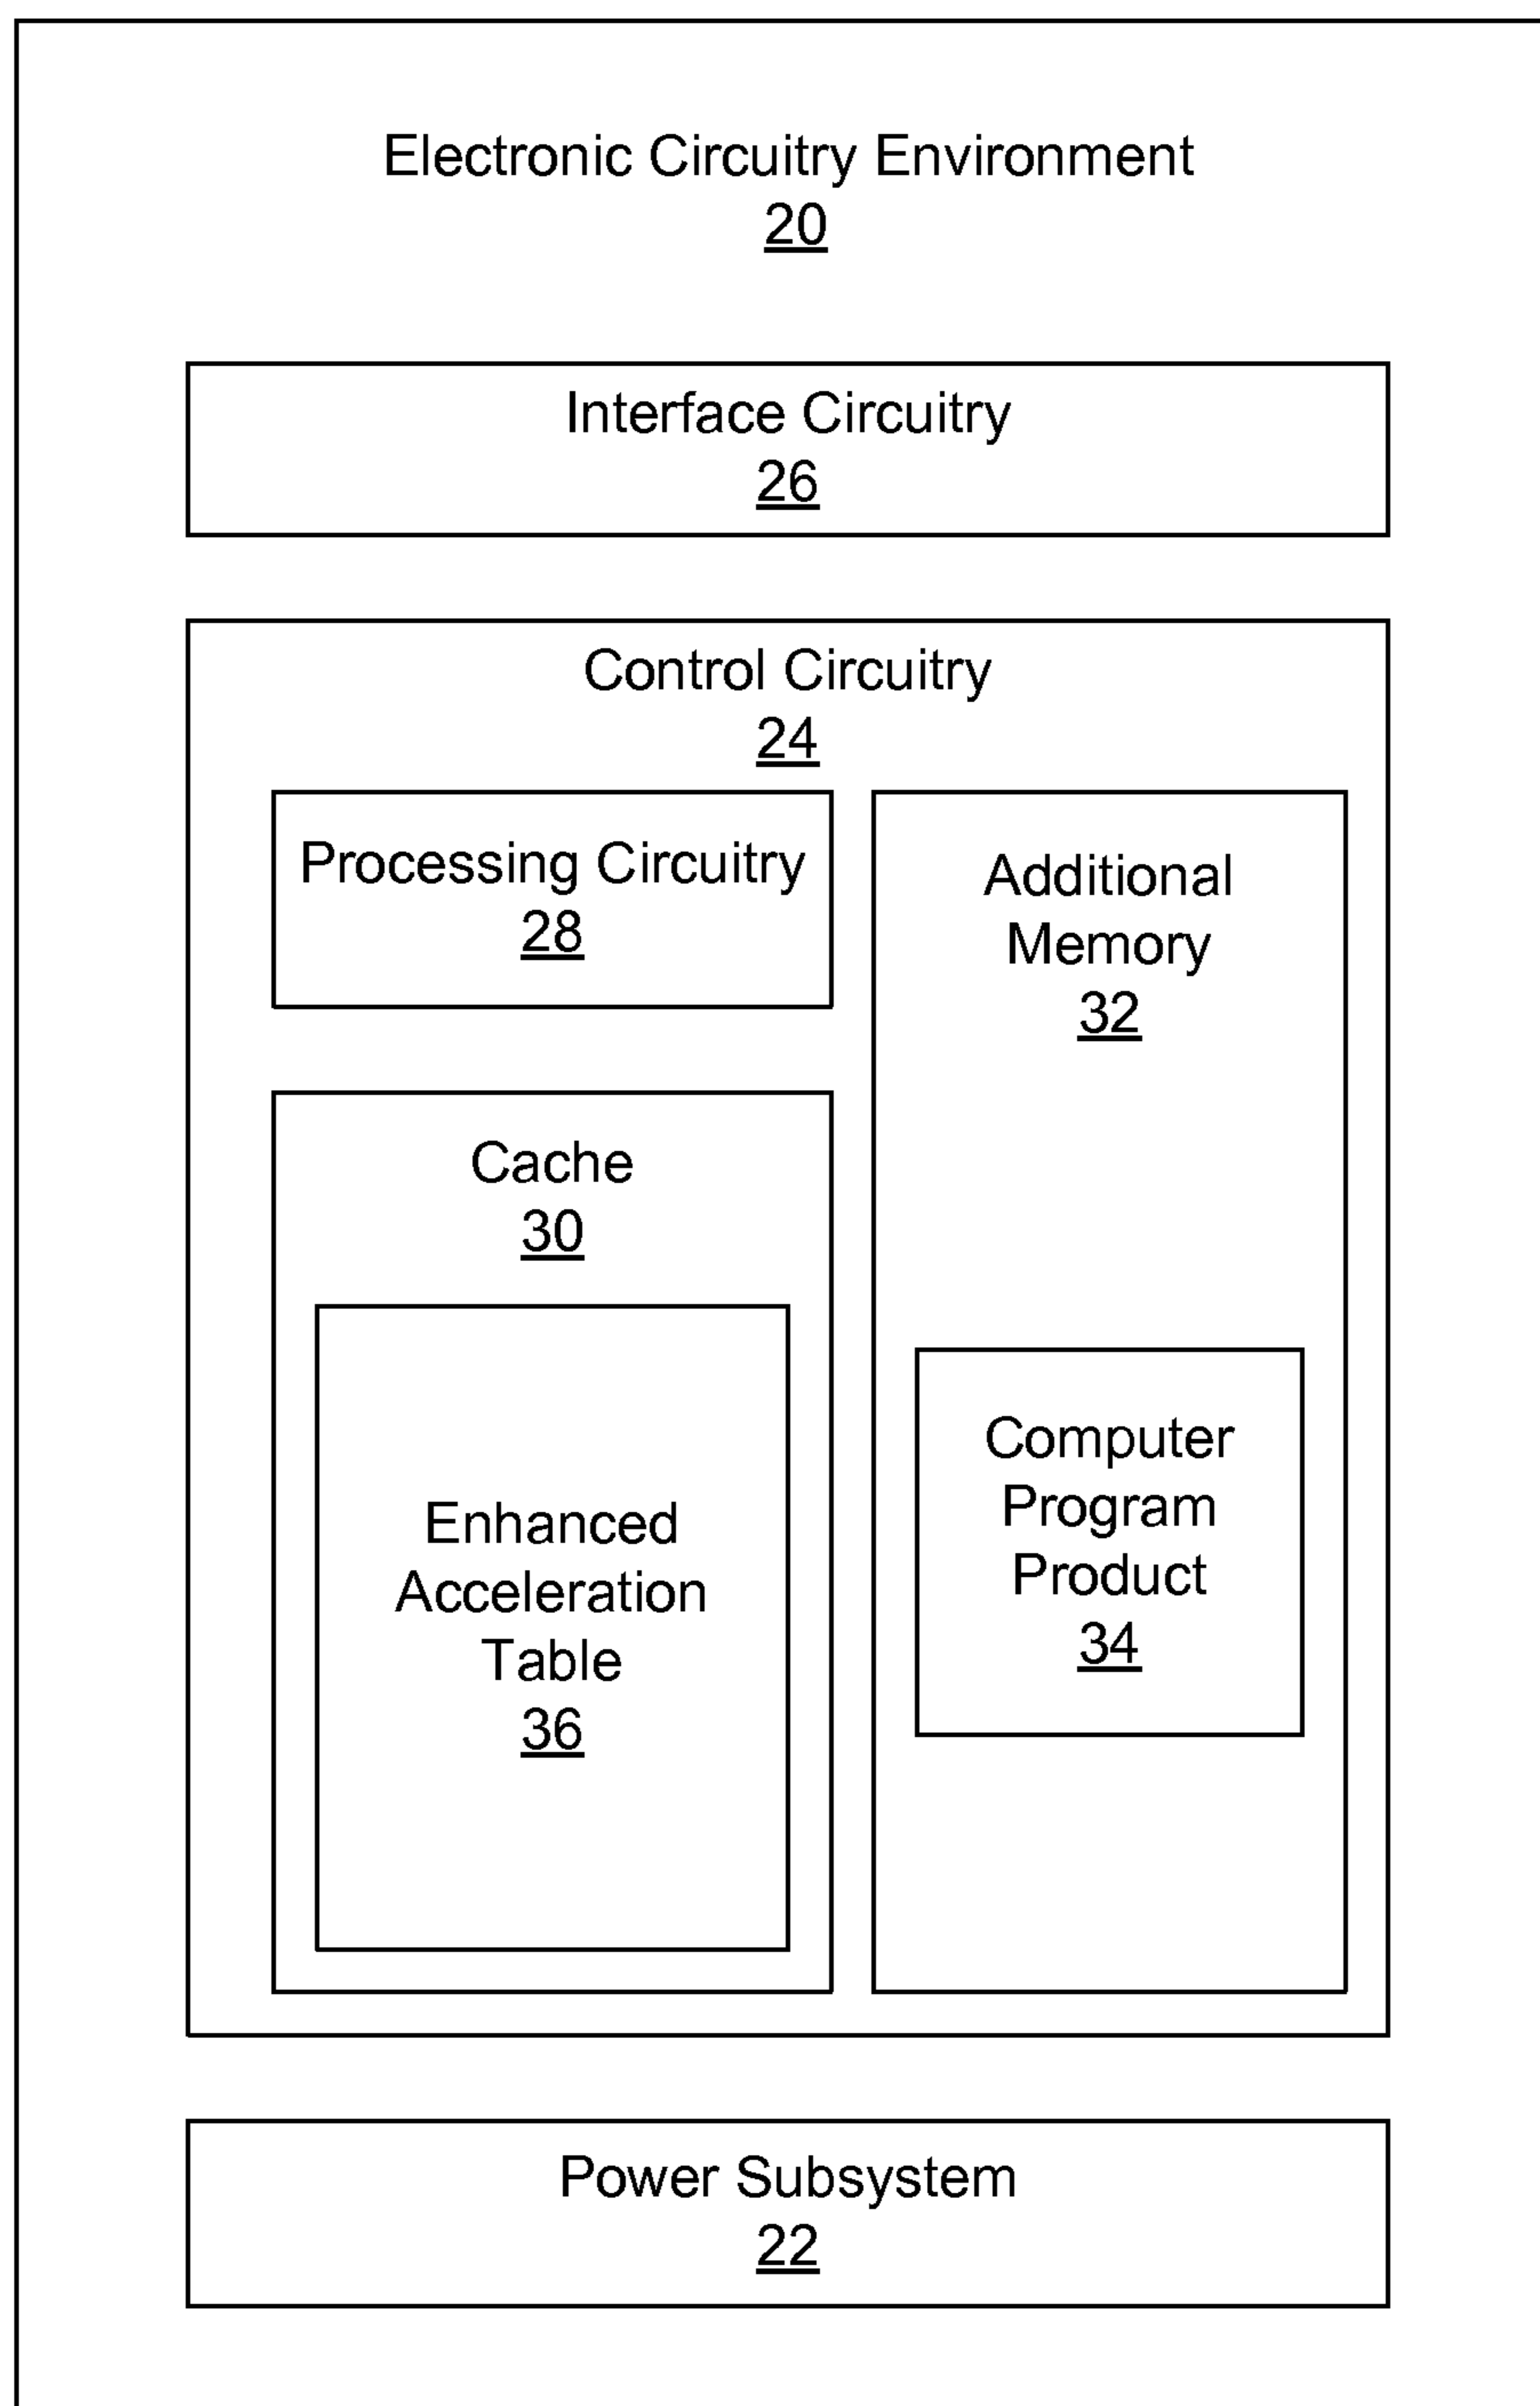 Electronic Circuitry Environment
20
Interface Circuitry
26
Control Circuitry
24
Processing Circuitry
28
Cache
30
Enhanced
Acceleration
Table
36
Additional
Memory
32
Computer
Program
Product
34
Power Subsystem
22